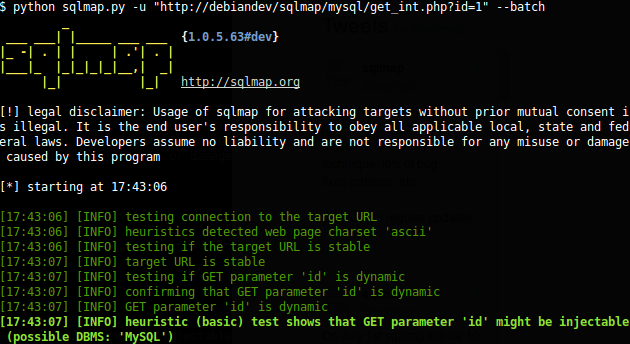 $ python sqlmap.py -u "http://debiandev/sqlmap/mysql/get_int.php?id=1" --batch
{1.0.5.63#dev}
http://sqlmap.org
[!] legal disclaimer: Usage of sqlmap for attacking targets without prior mutual consent i
s illegal. It is the end user's responsibility to obey all applicable local, state and fed
eral laws. Developers assume no liability and are not responsible for any misuse or damage
caused by this program
[*] starting at 17:43:06
[17:43:06] [INFO] testing connection to the target URL
[17:43:06] [INFO] heuristics detected web page charset 'ascii'
[17:43:06] [INFO] testing if the target URL is stable
[17:43:07] [INFO] target URL is stable
[17:43:07] [INFO] testing if GET parameter 'id' is dynamic
[17:43:07] [INFO] confirming that GET parameter 'id' is dynamic
[17:43:07] [INFO] GET parameter 'id' is dynamic
[17:43:07] [INFO] heuristic (basic) test shows that GET parameter 'id' might be injectable
(possible DBMS: 'MySQL')